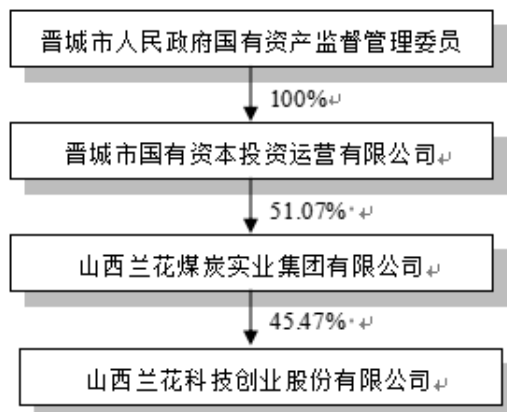 晋城市人民政府国有资产监督管理委员
100%
晋城市国有资本投资运营有限公司
51.07%
山西兰花煤炭实业集团有限公司
45.47%
山西兰花科技创业股份有限公司